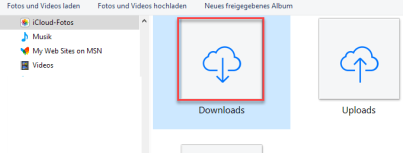 Fotos und Videos laden Fotos und Videos hochladen Neues freigegebenes Album
iCloud-Fotos
Musik
My Web Sites on MSN
Videos
Downloads Uploads